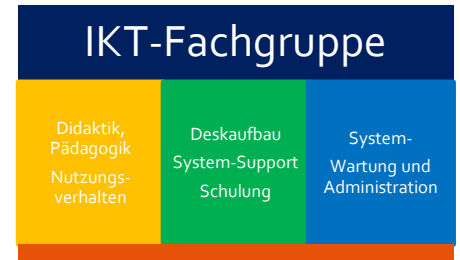 IKT-Fachgruppe
Didaktik,
Pädagogik
Nutzungs-
verhalten
Deskaufbau
System-Support
Schulung
System-
Wartung und
Administration